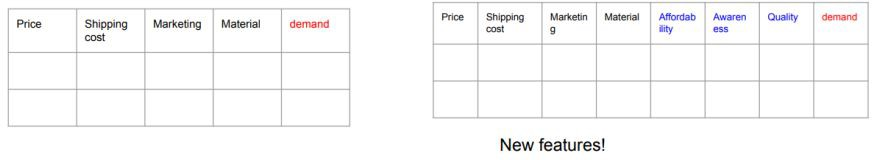 Price Shipping cost Marketing Material demand
Price Shipping cost Marketin g Material Affordab ility Awaren ess Quality demand
New features!